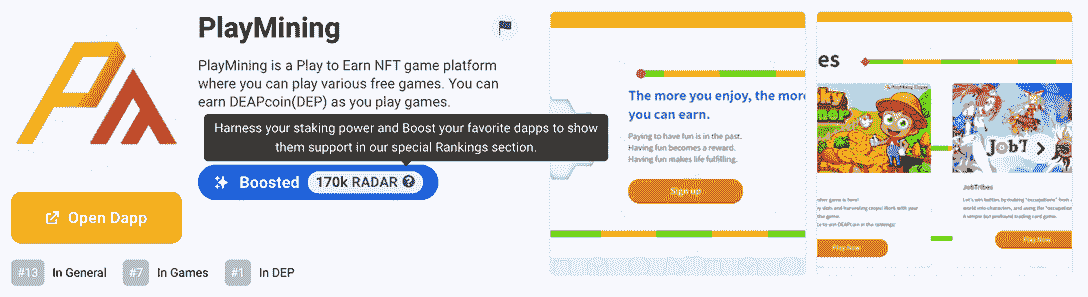 PlayMining
PlayMining is a Play to Earn NFT game platform
where you can play various free games. You can
earn DEAPcoin(DEP) as you play games.
Harness your staking power and Boost your favorite dapps to show
them support in our special Rankings section.
Boosted 170k RADAR
Open Dapp
#13 In General #7 In Games #1 In DEP
The more you enjoy, the more
you can earn.
Paying to have fun is in the past.
Having fun becomes a reward.
Having fun makes life fulfilling.
Sign up
es
JobT
JobTribes
Play Now
Play Now